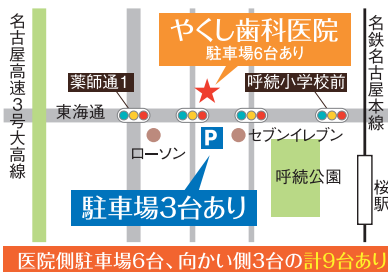 やくし歯科医院
駐車場6台あり
名古屋高速3号大高線
名鉄名古屋本線
薬師通1
呼続小学校前
東海通
P
ローソン
セブンイレブン
呼続公園
桜駅
駐車場3台あり
医院側駐車場6台、向かい側3台の計9台あり